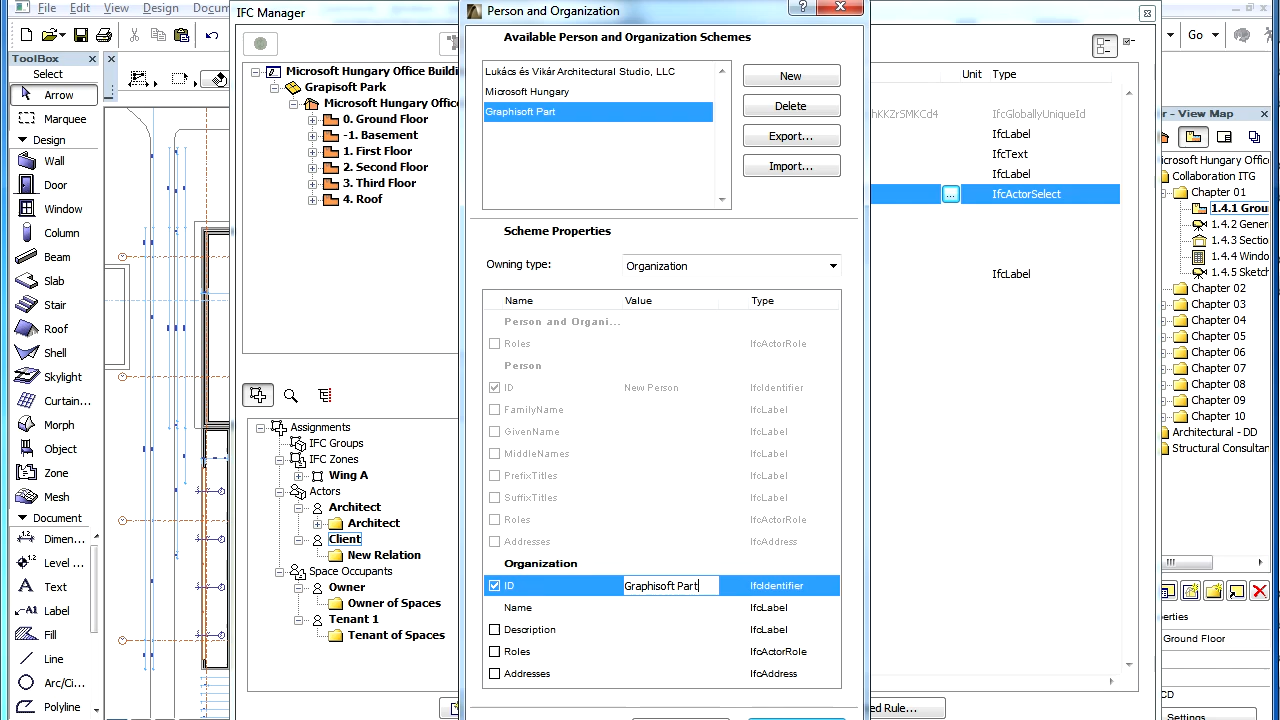 File Edit View Design Docum
ToolBox
Select
Arrow
Marquee
Design
Wall
Door
Window
Column
Beam
Slab
Stair
Roof
Shell
Skylight
Curtain...
Morph
Object
Zone
Mesh
Document
Dimen...
Level ...
Text
Label
Fill
Line
Arc/Ci...
Polyline
IFC Manager
Microsoft Hungary Office Buildin
Grapisoft Park
Microsoft Hungary Office
0. Ground Floor
-1. Basement
1. First Floor
2. Second Floor
3. Third Floor
4. Roof
Assignments
IFC Groups
IFC Zones
Wing A
Actors
Architect
Architect
Client
New Relation
Space Occupants
Owner
Owner of Spaces
Tenant 1
Tenant of Spaces
Person and Organization
Available Person and Organization Schemes
Lukács és Vikár Architectural Studio, LLC
Microsoft Hungary
Graphisoft Part
New
Delete
Export...
Import...
Scheme Properties
Owning type: Organization
Name Value Type
Person and Organi...
Roles IfcActorRole
Person
ID New Person IfcIdentifier
FamilyName IfcLabel
GivenName IfcLabel
MiddleNames IfcLabel
PrefixTitles IfcLabel
SuffixTitles IfcLabel
Roles IfcActorRole
Addresses IfcAddress
Organization
ID Graphisoft Part IfcIdentifier
Name IfcLabel
Description IfcLabel
Roles IfcActorRole
Addresses IfcAddress
Unit Type
hKKZrSMKCd4 IfcGloballyUniqueId
IfcLabel
IfcText
IfcLabel
... IfcActorSelect
IfcLabel
ed Rule...
Go
r - View Map
icrosoft Hungary Office
Collaboration ITG
Chapter 01
1.4.1 Grou
1.4.2 Gener
1.4.3 Sectio
1.4.4 Windo
1.4.5 Sketch
Chapter 02
Chapter 03
Chapter 04
Chapter 05
Chapter 06
Chapter 07
Chapter 08
Chapter 09
Chapter 10
Architectural - DD
Structural Consultan
perties
Ground Floor
CD
Settings